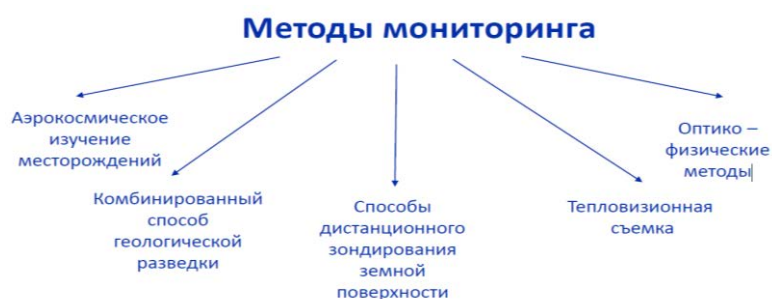 Методы мониторинга
Аэрокосмическое
изучение
месторождений
Комбинированный
способ
геологической
разведки
Способы
дистанционного
зондирования
земной
поверхности
Тепловизионная
съемка
Оптико –
физические
методы